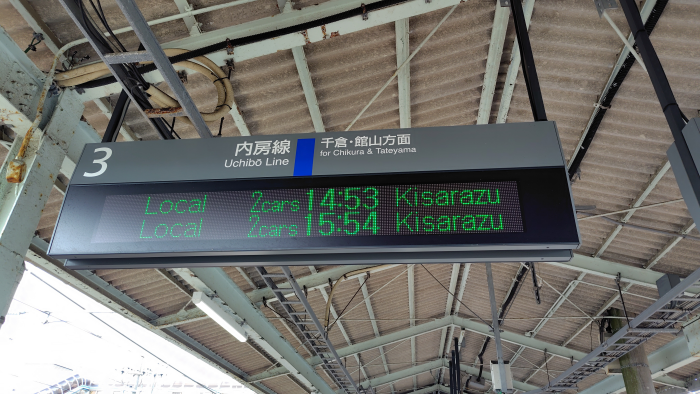 3
内房線
Uchibō Line
千倉・館山方面
for Chikura & Tateyama
Local 2cars 14:53 Kisarazu
Local 2cars 15:54 Kisarazu